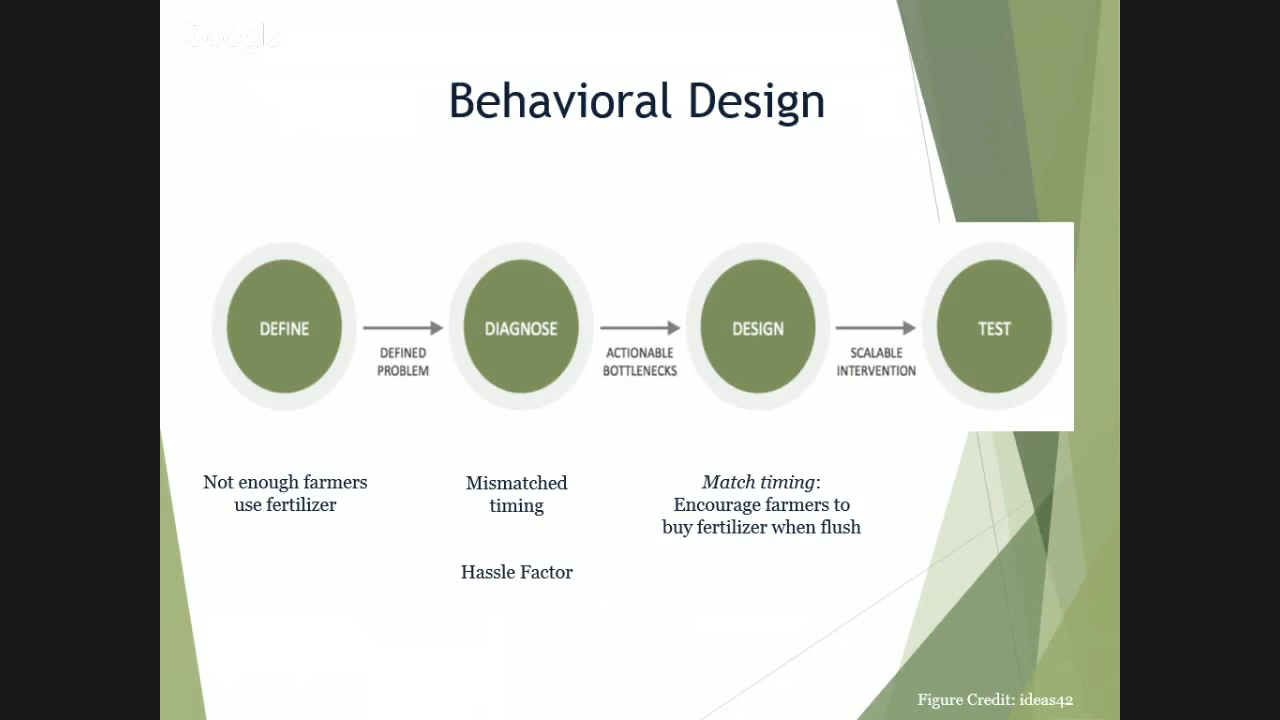 Google
Behavioral Design
DEFINE
DIAGNOSE
DESIGN
TEST
DEFINED
PROBLEM
ACTIONABLE
BOTTLENECKS
SCALABLE
INTERVENTION
Not enough farmers
use fertilizer
Mismatched
timing
Hassle Factor
Match timing:
Encourage farmers to
buy fertilizer when flush
Figure Credit: ideas42